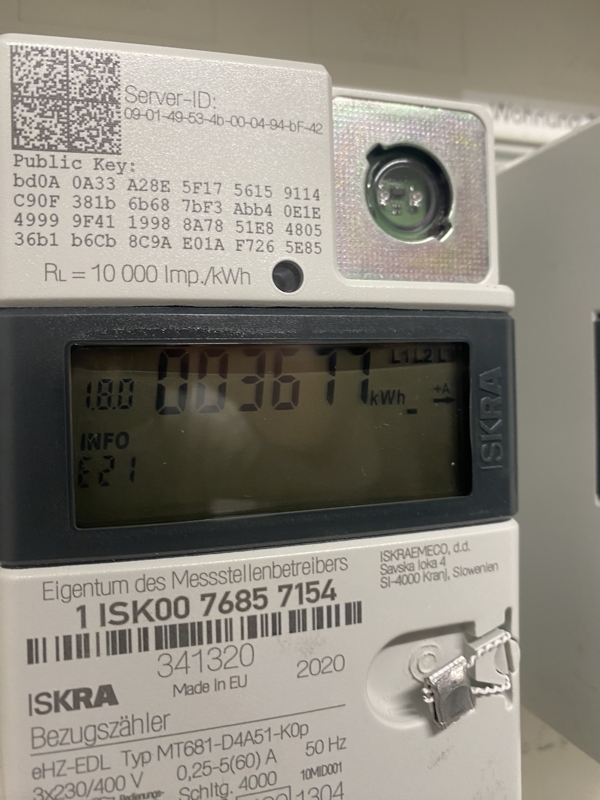 Wohnung
Server-ID:
09-01-49-53-4b-00-04-94-bF-42
Public Key:
bd0A 0A33 A28E 5F17 5615 9114
C90F 381b 6b68 7bF3 Abb4 0E1E
4999 9F41 1998 8A78 51E8 4805
36b1 b6Cb 8C9A E01A F726 5E85
RL = 10 000 Imp./kWh
L1 L2
1.8.0 003677 kWh +A
INFO
E21
ISKRA
Eigentum des Messstellenbetreibers
1 ISK00 7685 7154
ISKRAEMECO, d.d.
Savska loka 4
SI-4000 Kranj, Slowenien
341320
Made in EU
2020
ISKRA
Bezugszähler
eHZ-EDL Typ MT681-D4A51-K0p
3x230/400 V 0,25-5(60) A 50 Hz
Schltg. 4000 10MID001
1304